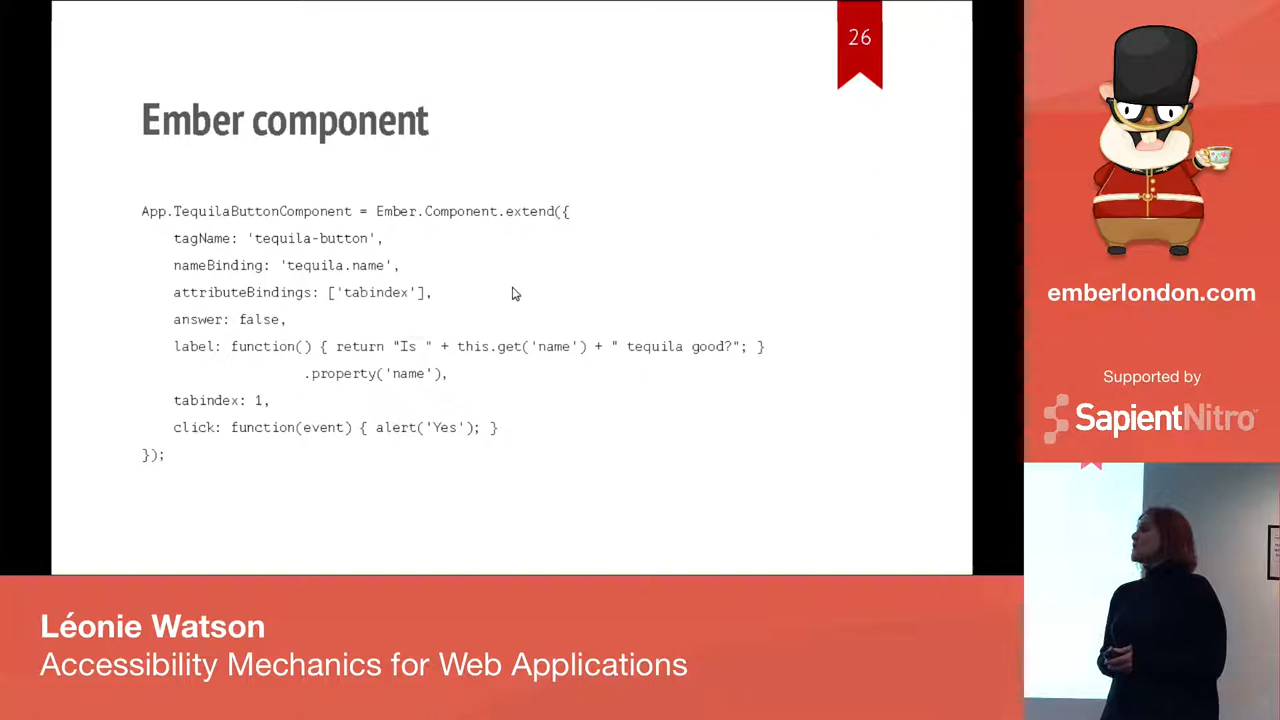 26
Ember component
App.TequilaButtonComponent = Ember.Component.extend({
tagName: 'tequila-button',
nameBinding: 'tequila.name',
attributeBindings: ['tabindex'],
answer: false,
label: function() { return "Is " + this.get('name') + " tequila good?"; }
.property('name'),
tabindex: 1,
click: function(event) { alert('Yes'); }
});
emberlondon.com
Supported by
SapientNitro
Léonie Watson
Accessibility Mechanics for Web Applications